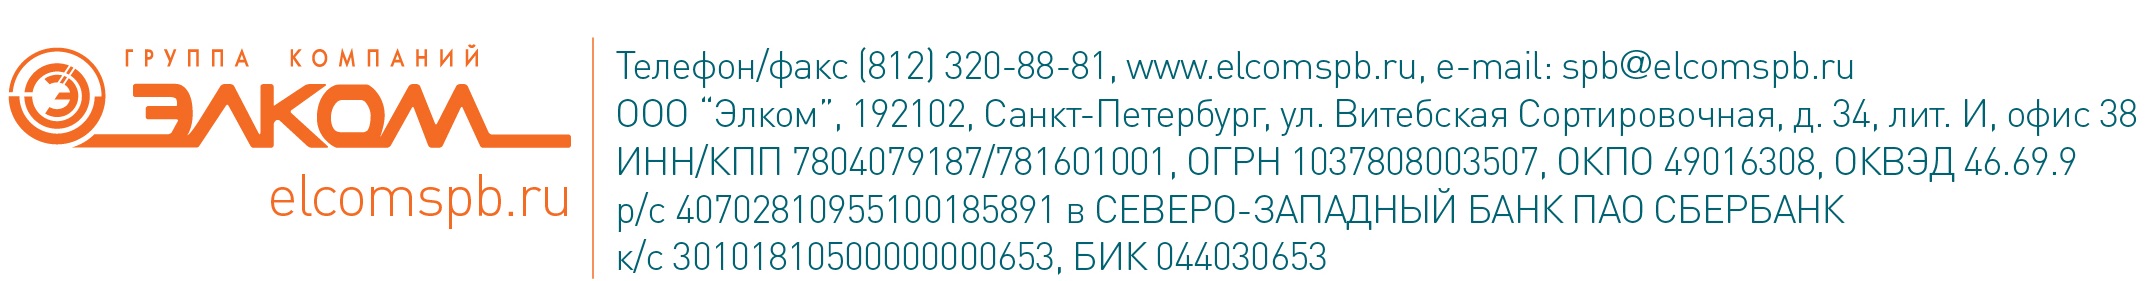 ГРУППА КОМПАНИЙ
ЭЛКОМ
elcomspb.ru
Телефон/факс (812) 320-88-81, www.elcomspb.ru, e-mail: spb@elcomspb.ru
ООО “Элком”, 192102, Санкт-Петербург, ул. Витебская Сортировочная, д. 34, лит. И, офис 38
ИНН/КПП 7804079187/781601001, ОГРН 1037808003507, ОКПО 49016308, ОКВЭД 46.69.9
р/с 40702810955100185891 в СЕВЕРО-ЗАПАДНЫЙ БАНК ПАО СБЕРБАНК
к/с 30101810500000000653, БИК 044030653